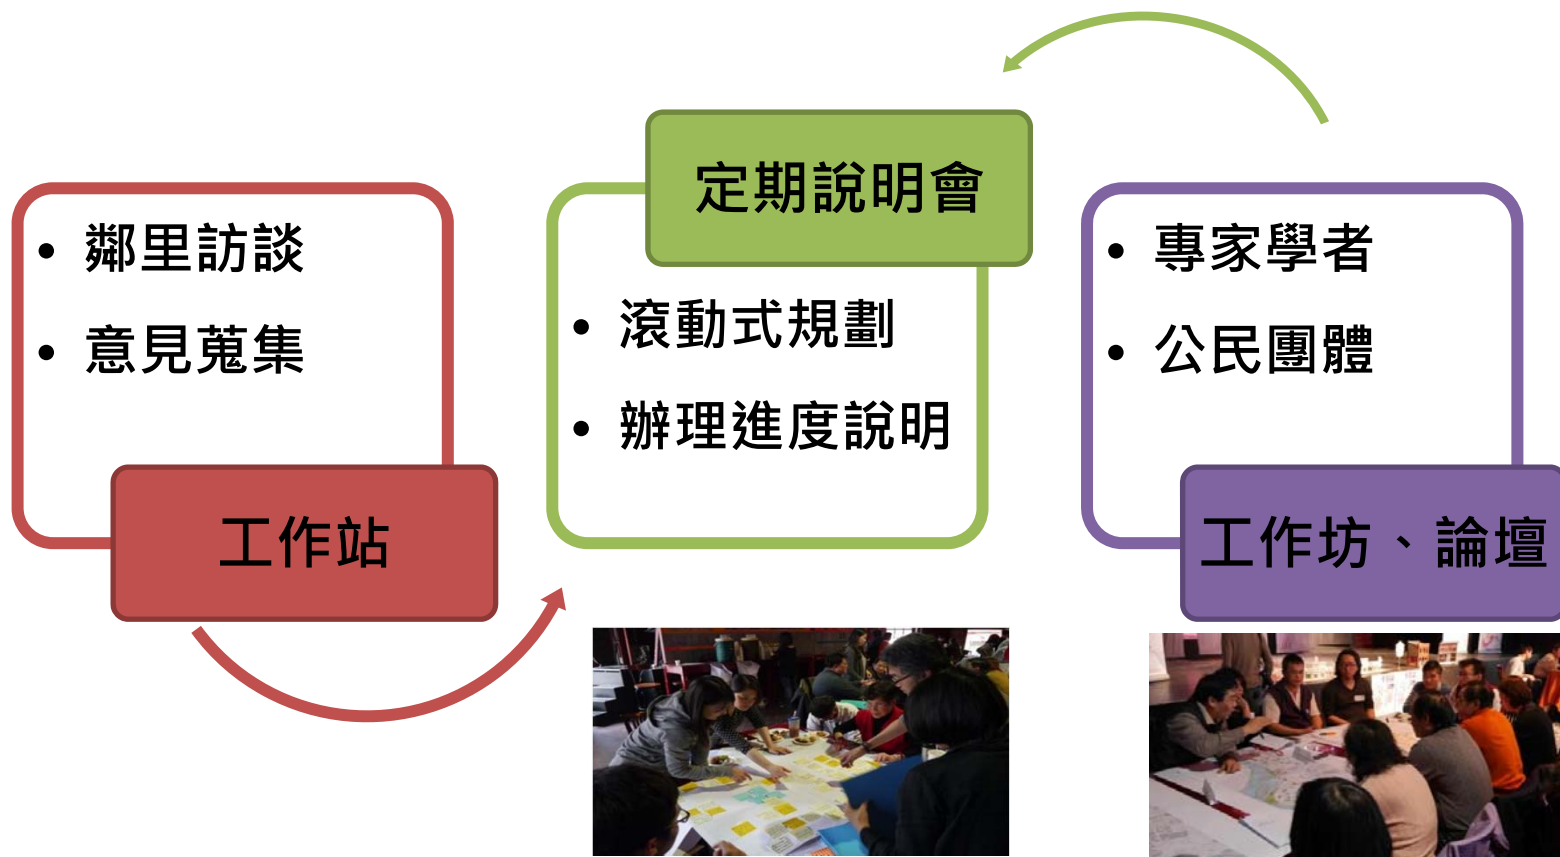 • 鄰里訪談
• 意見蒐集
工作站
定期說明會
• 滾動式規劃
• 辦理進度說明
• 專家學者
• 公民團體
工作坊、論壇